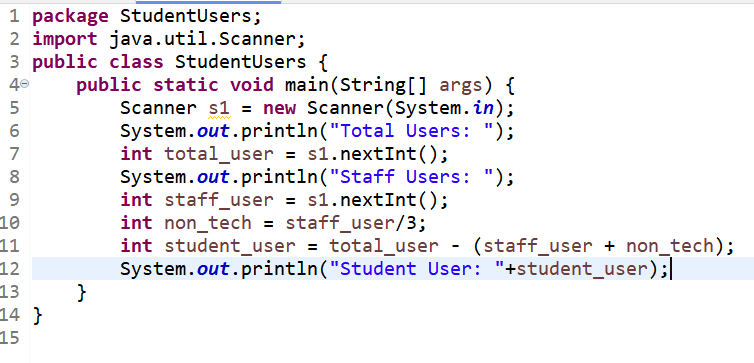 1 package StudentUsers;
2 import java.util.Scanner;
3 public class StudentUsers {
4     public static void main(String[] args) {
5         Scanner s1 = new Scanner(System.in);
6         System.out.println("Total Users: ");
7         int total_user = s1.nextInt();
8         System.out.println("Staff Users: ");
9         int staff_user = s1.nextInt();
10         int non_tech = staff_user/3;
11         int student_user = total_user - (staff_user + non_tech);
12         System.out.println("Student User: "+student_user);
13     }
14 }
15